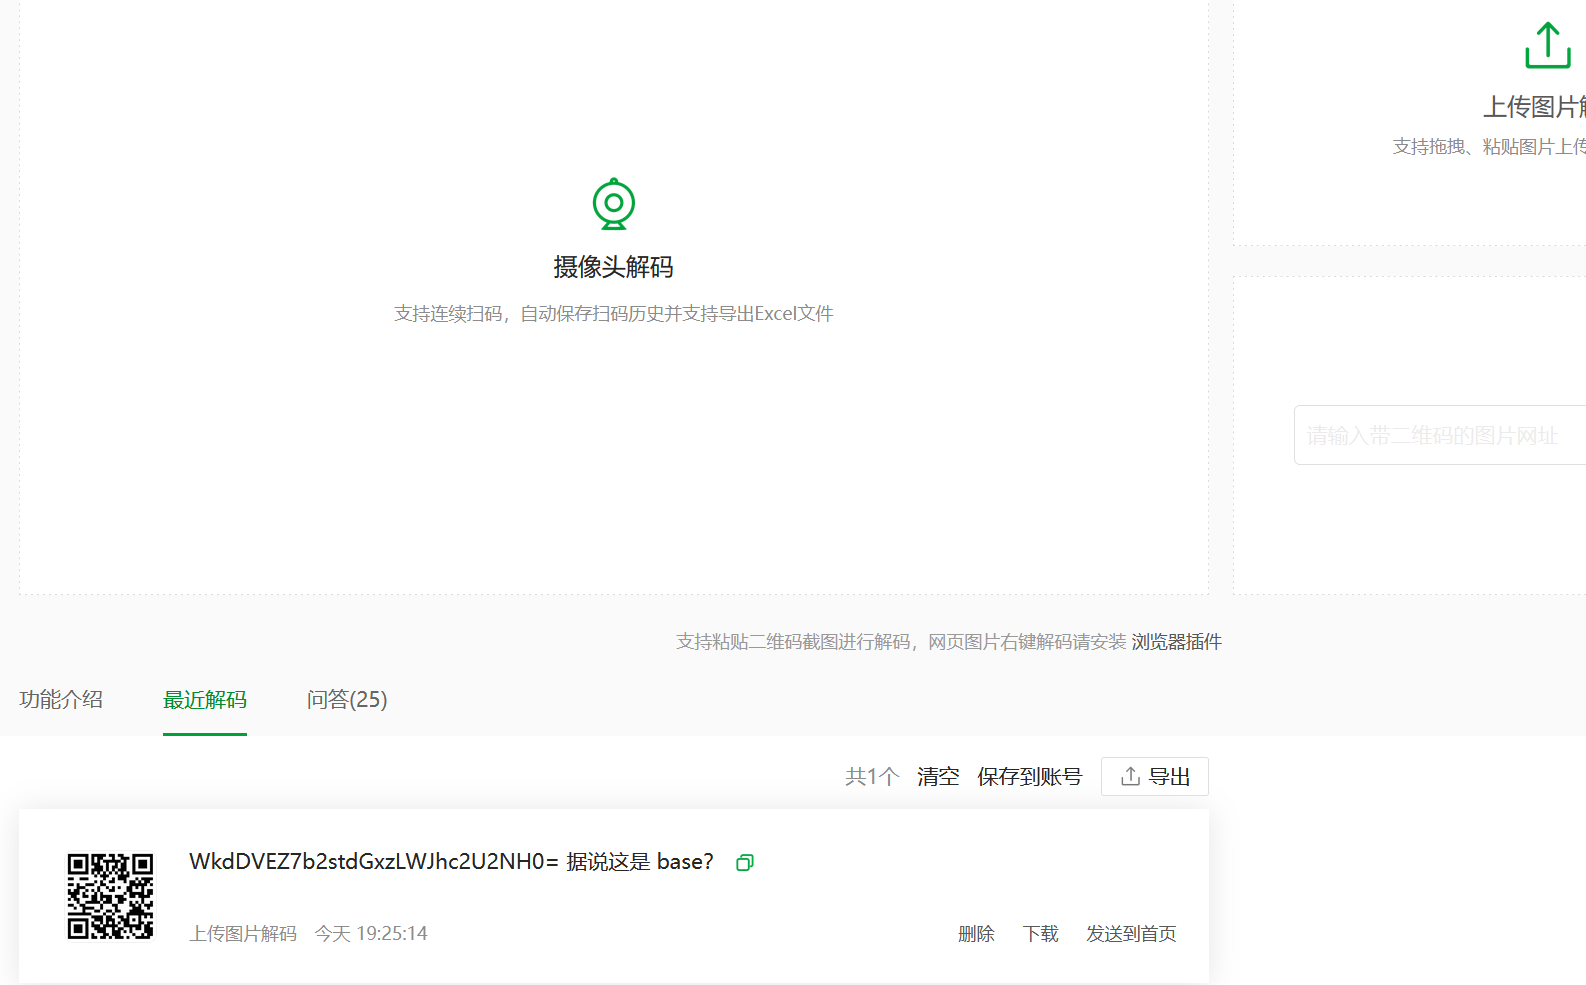 上传图片解
支持拖拽、粘贴图片上传
摄像头解码
支持连续扫码，自动保存扫码历史并支持导出Excel文件
请输入带二维码的图片网址
支持粘贴二维码截图进行解码，网页图片右键解码请安装 浏览器插件
功能介绍 最近解码 问答(25)
共1个 清空 保存到账号 导出
WkdDVEZ7b2stdGxzLWJhc2U2NH0= 据说这是 base?
上传图片解码 今天 19:25:14 删除 下载 发送到首页